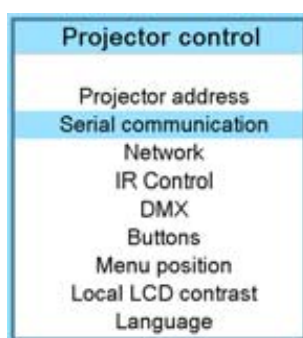 Projector control
Projector address
Serial communication
Network
IR Control
DMX
Buttons
Menu position
Local LCD contrast
Language